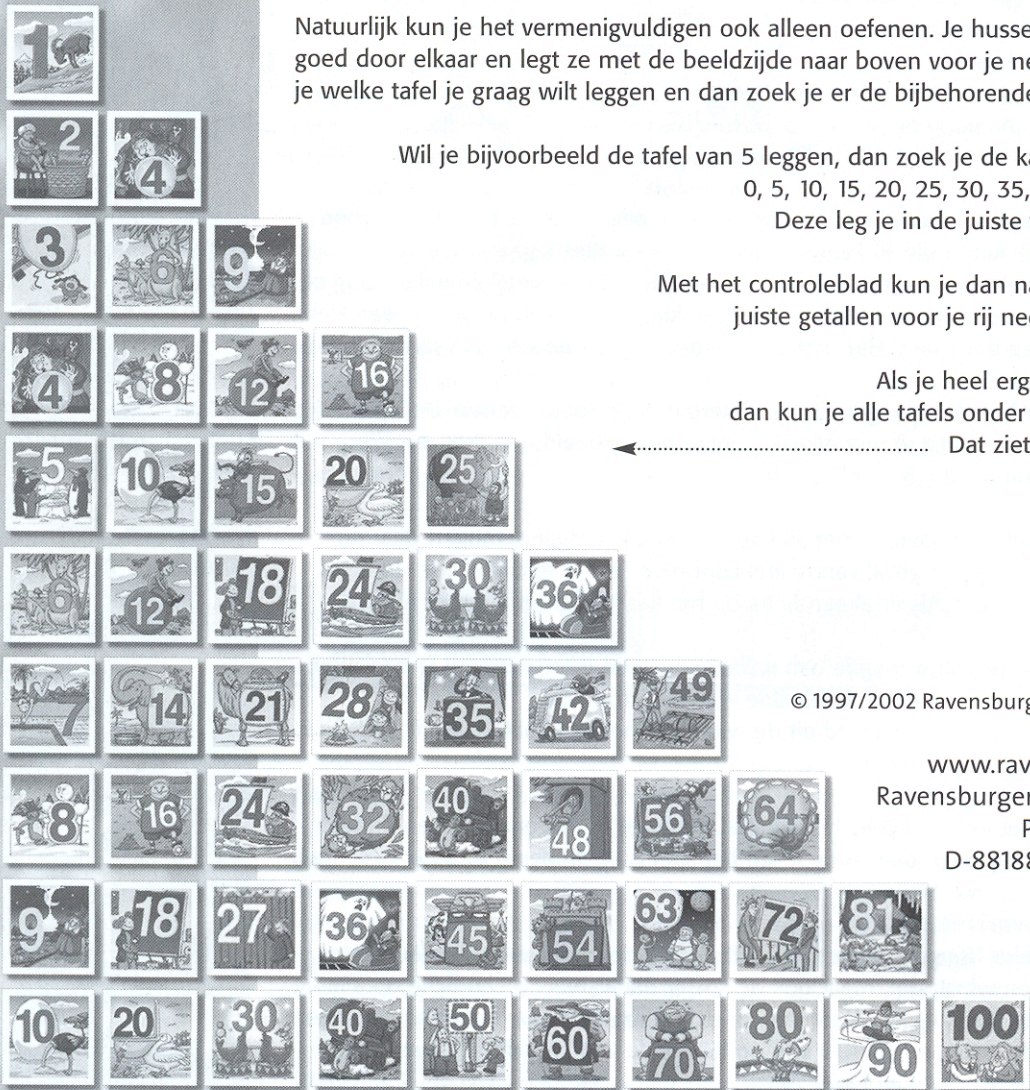 Natuurlijk kun je het vermenigvuldigen ook alleen oefenen. Je husse
goed door elkaar en legt ze met de beeldzijde naar boven voor je ne
je welke tafel je graag wilt leggen en dan zoek je er de bijbehorende
Wil je bijvoorbeeld de tafel van 5 leggen, dan zoek je de ka
0, 5, 10, 15, 20, 25, 30, 35,
Deze leg je in de juiste
Met het controleblad kun je dan na
juiste getallen voor je rij nee
Als je heel erg
dan kun je alle tafels onder
Dat ziet
© 1997/2002 Ravensburg
www.rav
Ravensburger
P
D-88188
1
2 4
3 6 9
4 8 12 16
5 10 15 20 25
6 12 18 24 30 36
7 14 21 28 35 42 49
8 16 24 32 40 48 56 64
9 18 27 36 45 54 63 72 81
10 20 30 40 50 60 70 80 90 100